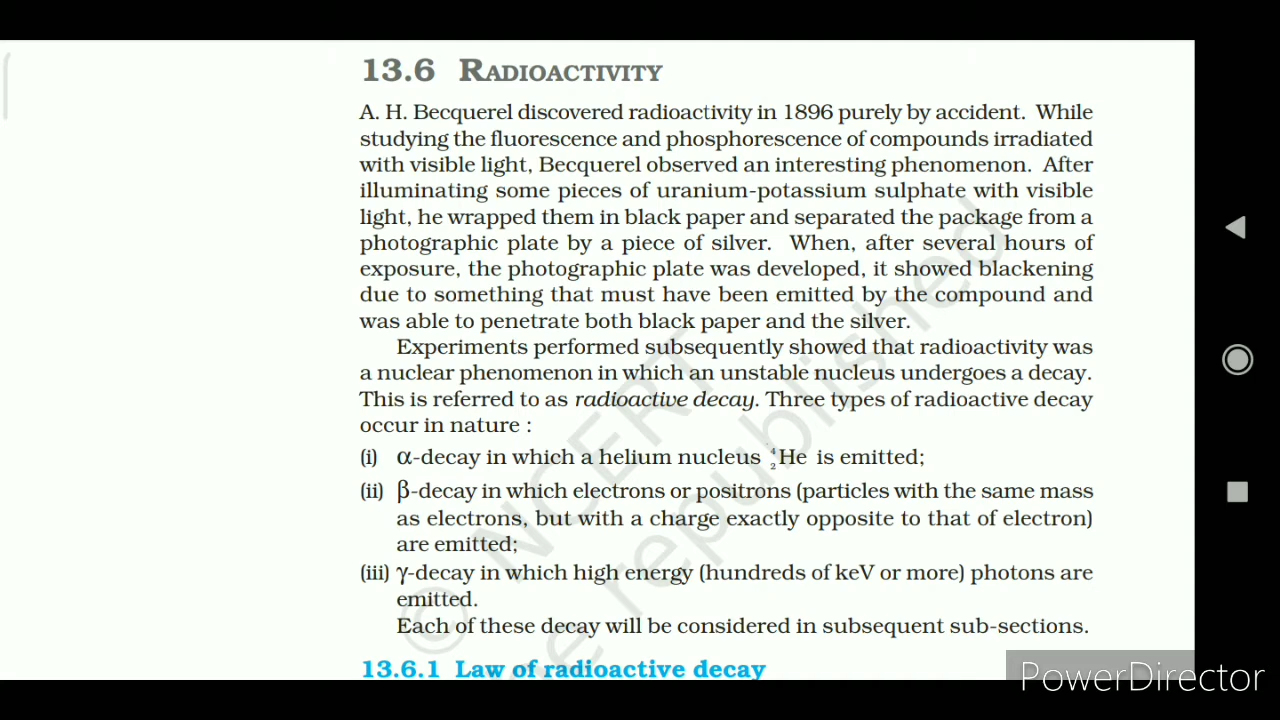 13.6 RADIOACTIVITY
A. H. Becquerel discovered radioactivity in 1896 purely by accident. While
studying the fluorescence and phosphorescence of compounds irradiated
with visible light, Becquerel observed an interesting phenomenon. After
illuminating some pieces of uranium-potassium sulphate with visible
light, he wrapped them in black paper and separated the package from a
photographic plate by a piece of silver. When, after several hours of
exposure, the photographic plate was developed, it showed blackening
due to something that must have been emitted by the compound and
was able to penetrate both black paper and the silver.
Experiments performed subsequently showed that radioactivity was
a nuclear phenomenon in which an unstable nucleus undergoes a decay.
This is referred to as radioactive decay. Three types of radioactive decay
occur in nature :
(i) α-decay in which a helium nucleus ⁴₂He is emitted;
(ii) β-decay in which electrons or positrons (particles with the same mass
as electrons, but with a charge exactly opposite to that of electron)
are emitted;
(iii) γ-decay in which high energy (hundreds of keV or more) photons are
emitted.
Each of these decay will be considered in subsequent sub-sections.
13.6.1 Law of radioactive decay
© NCERT
be republished
PowerDirector